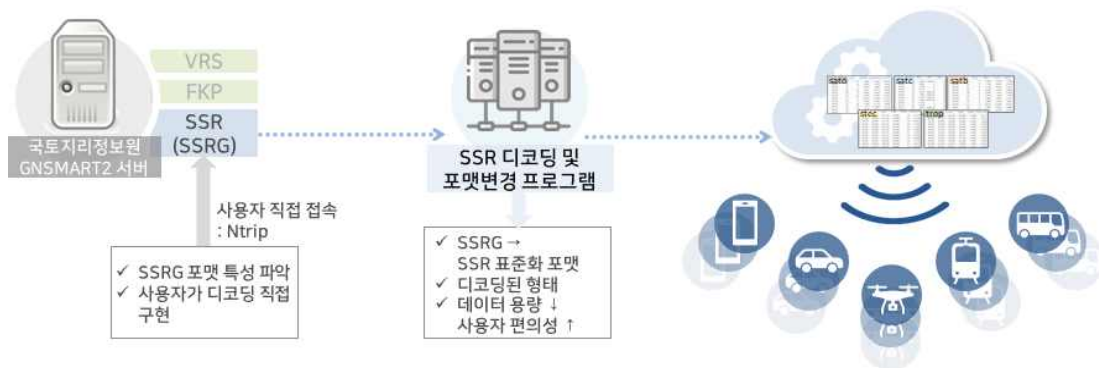 VRS
FKP
SSR
(SSRG)
국토지리정보원
GNSMART2 서버
사용자 직접 접속
: Ntrip
✓ SSRG 포맷 특성 파악
✓ 사용자가 디코딩 직접
구현
SSR 디코딩 및
포맷변경 프로그램
✓ SSRG →
SSR 표준화 포맷
✓ 디코딩된 형태
✓ 데이터 용량 ↓
사용자 편의성 ↑
sato
satc
satb
stec
trop